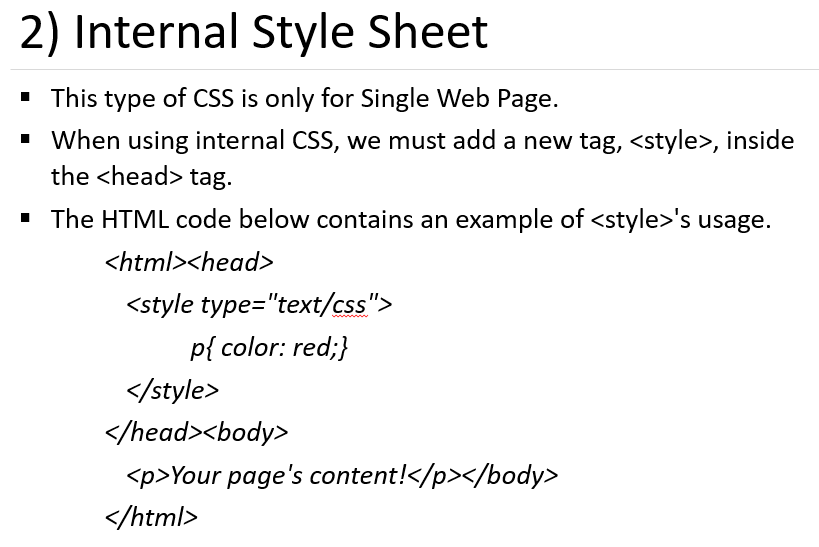 2) Internal Style Sheet
▪ This type of CSS is only for Single Web Page.
▪ When using internal CSS, we must add a new tag, <style>, inside
the <head> tag.
▪ The HTML code below contains an example of <style>'s usage.
<html><head>
<style type="text/css">
p{ color: red;}
</style>
</head><body>
<p>Your page's content!</p></body>
</html>